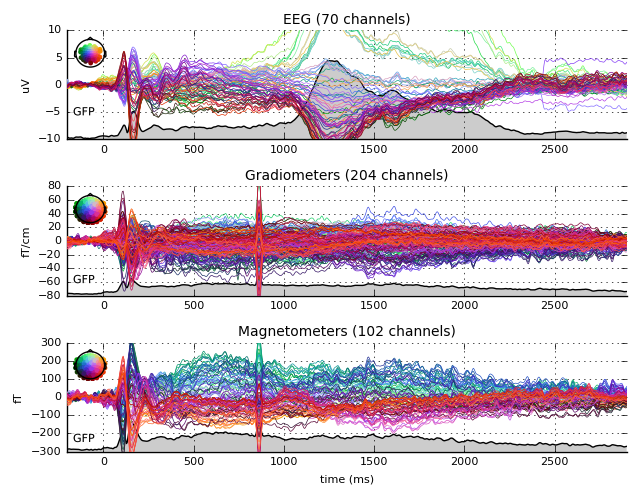 EEG (70 channels)
10
5
0
−5
−10
uV
GFP
0 500 1000 1500 2000 2500
Gradiometers (204 channels)
80
60
40
20
0
−20
−40
−60
−80
fT/cm
GFP
0 500 1000 1500 2000 2500
Magnetometers (102 channels)
300
200
100
0
−100
−200
−300
fT
GFP
0 500 1000 1500 2000 2500
time (ms)